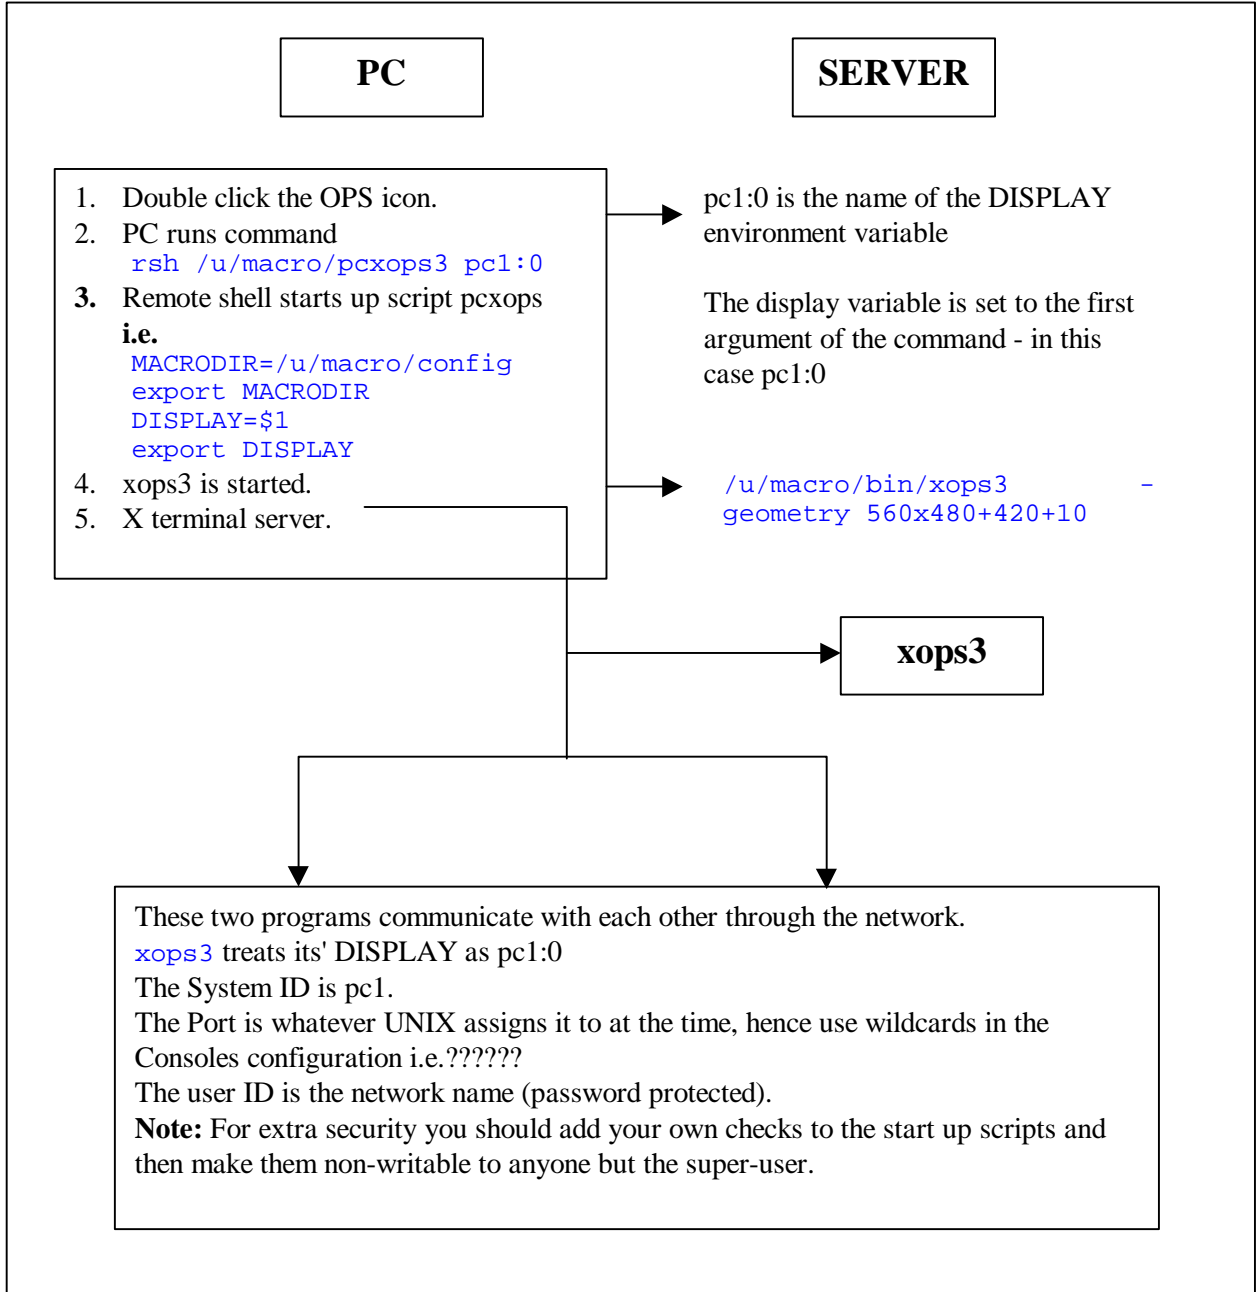 PC
SERVER
1. Double click the OPS icon.
2. PC runs command
rsh /u/macro/pcxops3 pc1:0
3. Remote shell starts up script pcxops
i.e.
MACRODIR=/u/macro/config
export MACRODIR
DISPLAY=$1
export DISPLAY
4. xops3 is started.
5. X terminal server.
pc1:0 is the name of the DISPLAY
environment variable
The display variable is set to the first
argument of the command - in this
case pc1:0
/u/macro/bin/xops3 -
geometry 560x480+420+10
xops3
These two programs communicate with each other through the network.
xops3 treats its' DISPLAY as pc1:0
The System ID is pc1.
The Port is whatever UNIX assigns it to at the time, hence use wildcards in the
Consoles configuration i.e.??????
The user ID is the network name (password protected).
Note: For extra security you should add your own checks to the start up scripts and
then make them non-writable to anyone but the super-user.